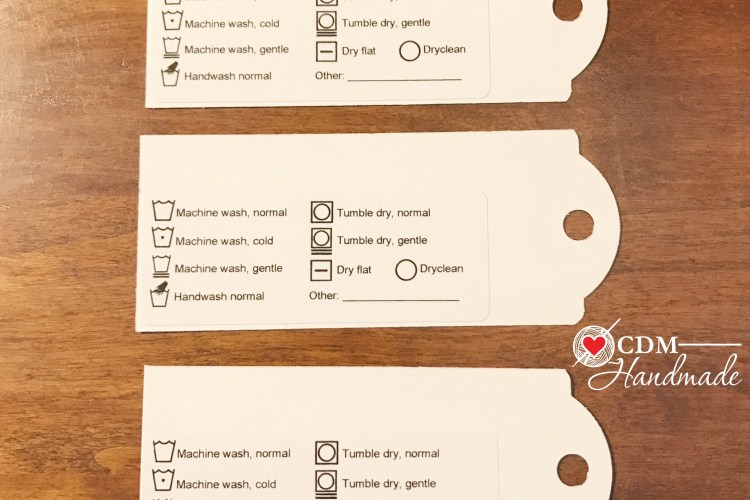 Machine wash, cold Tumble dry, gentle
Machine wash, gentle Dry flat Dryclean
Handwash normal Other: ____________________
Machine wash, normal Tumble dry, normal
Machine wash, cold Tumble dry, gentle
Machine wash, gentle Dry flat Dryclean
Handwash normal Other: ____________________
CDM
Handmade
Machine wash, normal Tumble dry, normal
Machine wash, cold Tumble dry, gentle